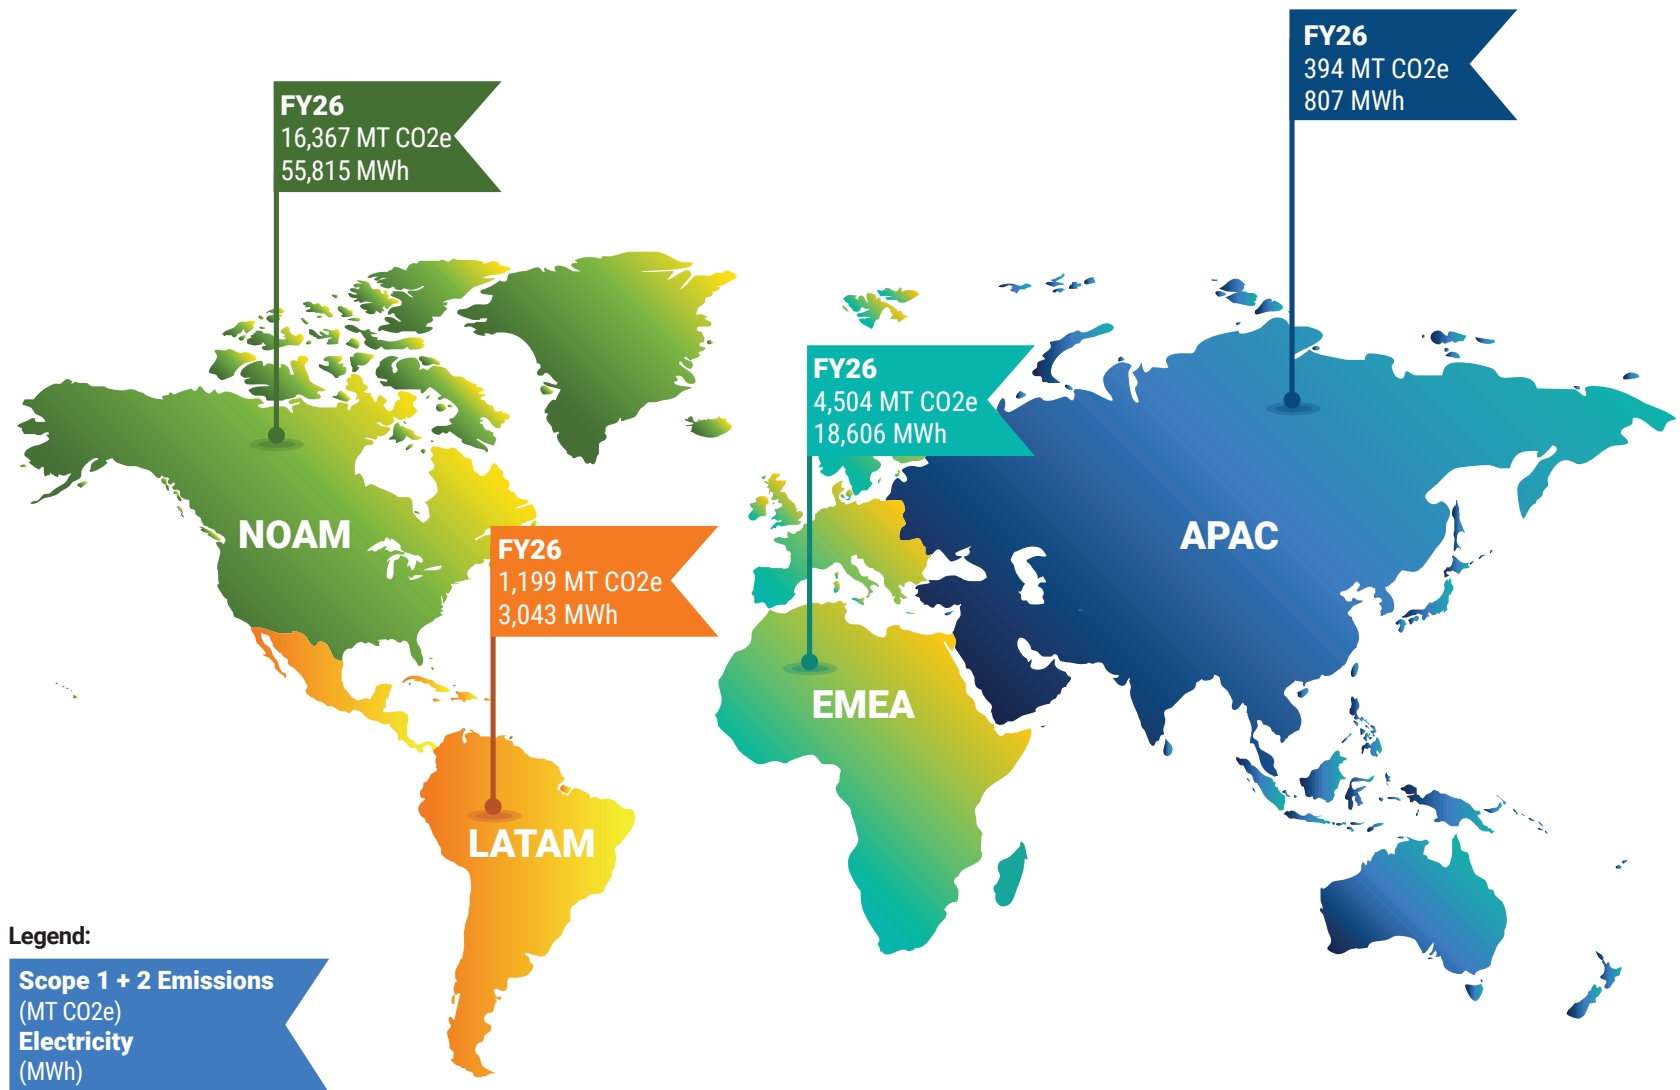 FY26
394 MT CO2e
807 MWh
FY26
16,367 MT CO2e
55,815 MWh
FY26
4,504 MT CO2e
18,606 MWh
NOAM
FY26
1,199 MT CO2e
3,043 MWh
APAC
EMEA
LATAM
Legend:
Scope 1 + 2 Emissions
(MT CO2e)
Electricity
(MWh)